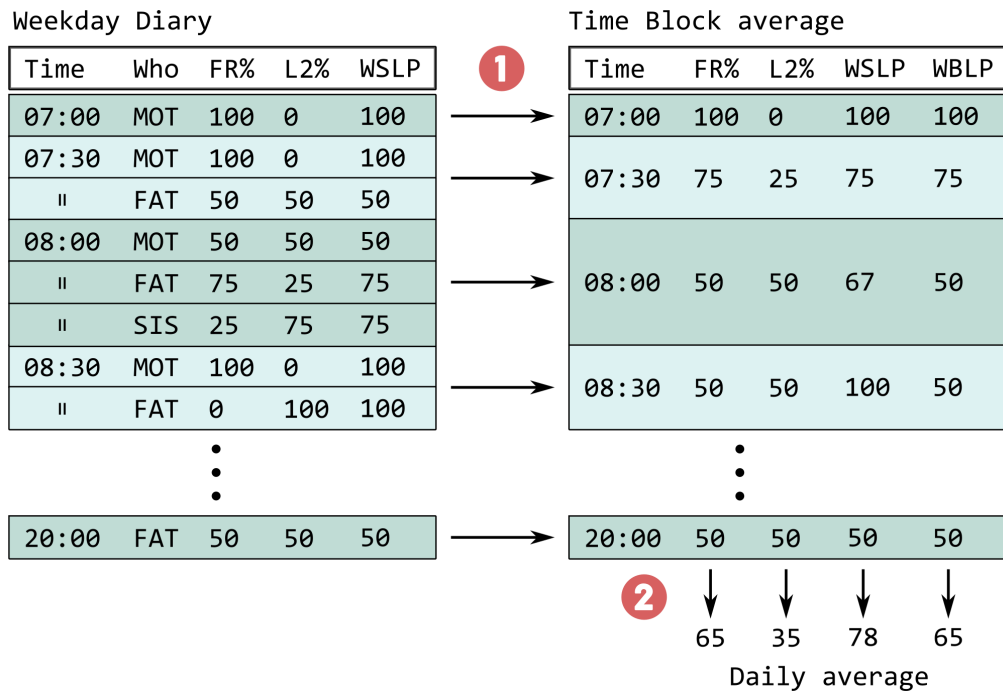 Weekday Diary
Time Who FR% L2% WSLP
07:00 MOT 100 0 100
07:30 MOT 100 0 100
" FAT 50 50 50
08:00 MOT 50 50 50
" FAT 75 25 75
" SIS 25 75 75
08:30 MOT 100 0 100
" FAT 0 100 100
20:00 FAT 50 50 50
1
Time Block average
Time FR% L2% WSLP WBLP
07:00 100 0 100 100
07:30 75 25 75 75
08:00 50 50 67 50
08:30 50 50 100 50
20:00 50 50 50 50
2
65 35 78 65
Daily average